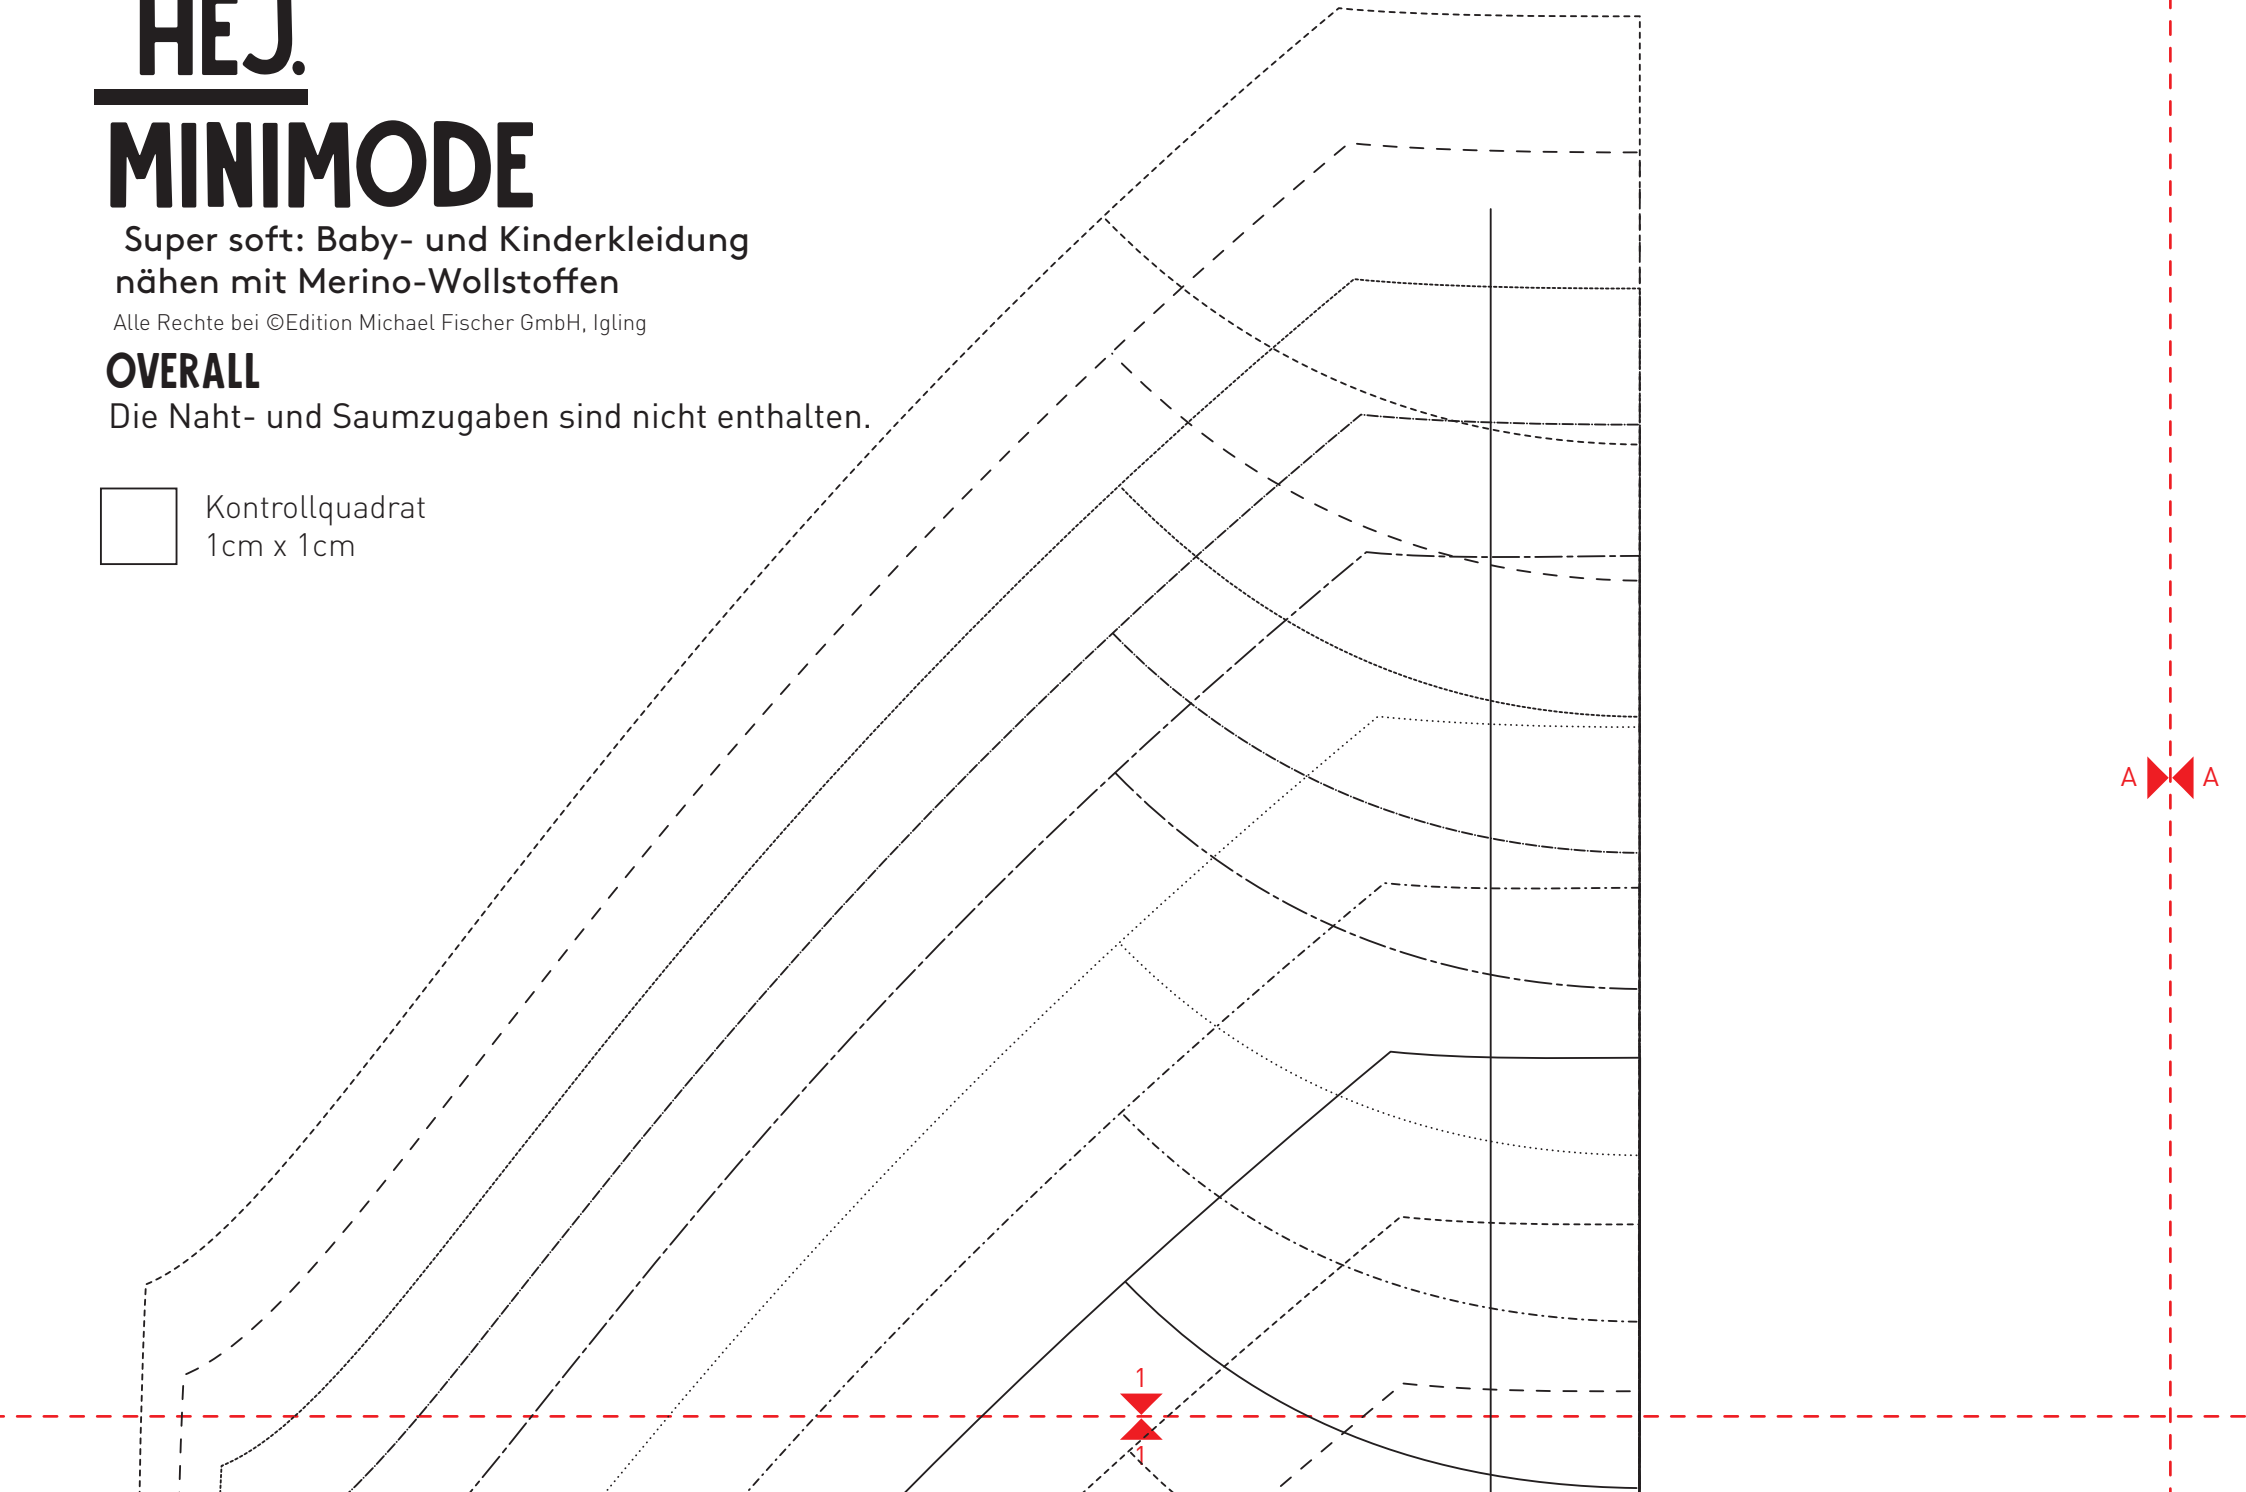 HEJ.
MINIMODE
Super soft: Baby- und Kinderkleidung
nähen mit Merino-Wollstoffen
Alle Rechte bei ©Edition Michael Fischer GmbH, Igling
OVERALL
Die Naht- und Saumzugaben sind nicht enthalten.
Kontrollquadrat
1cm x 1cm
A A
1
1